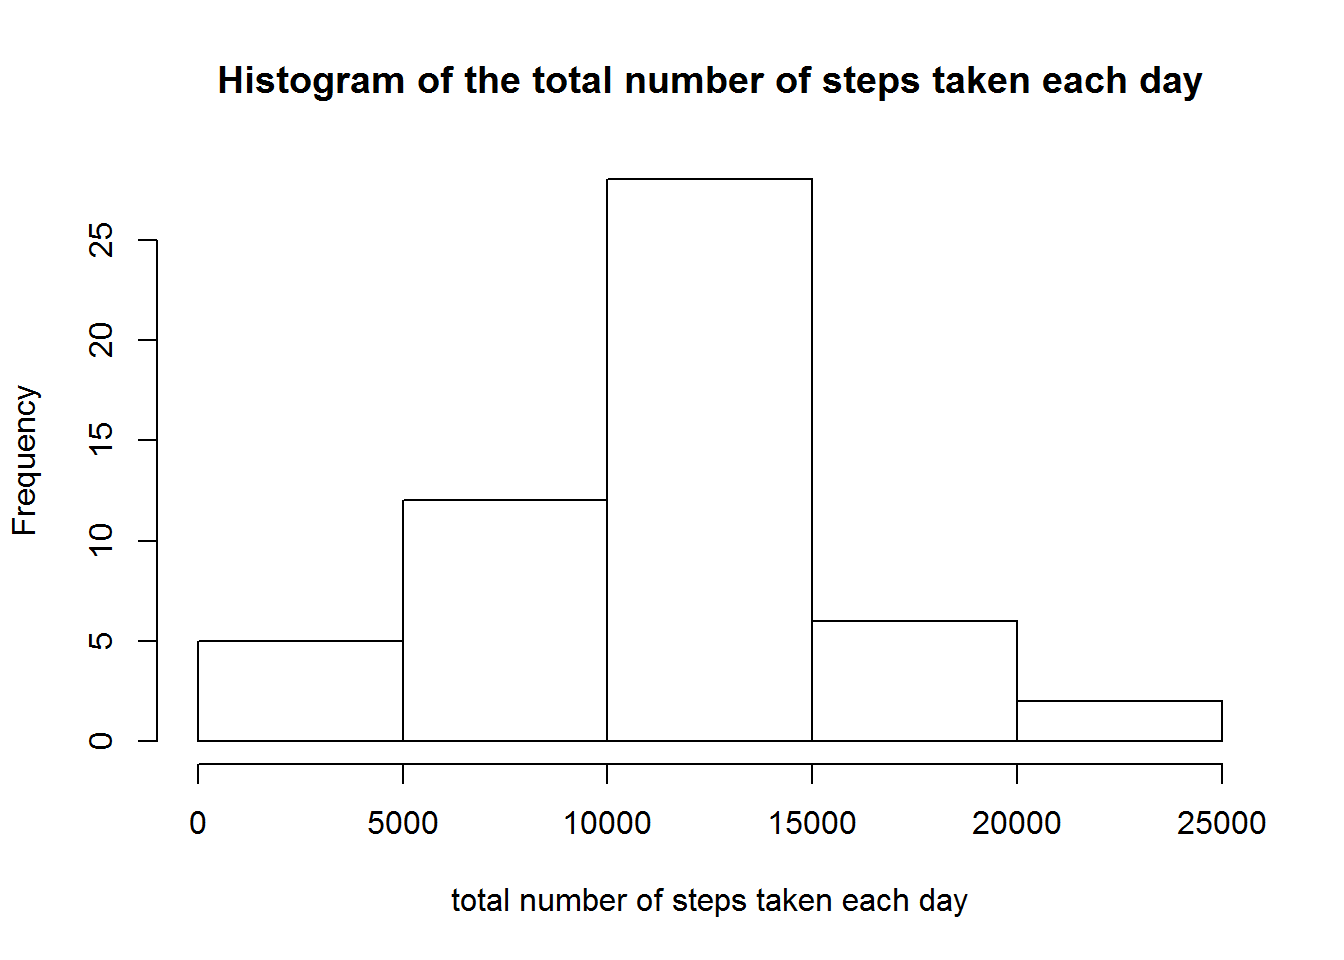 Histogram of the total number of steps taken each day
Frequency
25
20
15
10
5
0
0 5000 10000 15000 20000 25000
total number of steps taken each day